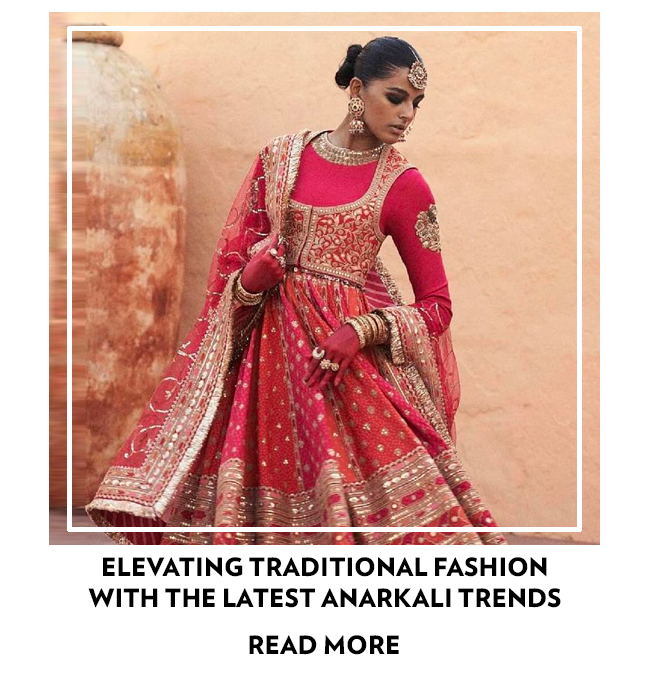 ELEVATING TRADITIONAL FASHION
WITH THE LATEST ANARKALI TRENDS
READ MORE